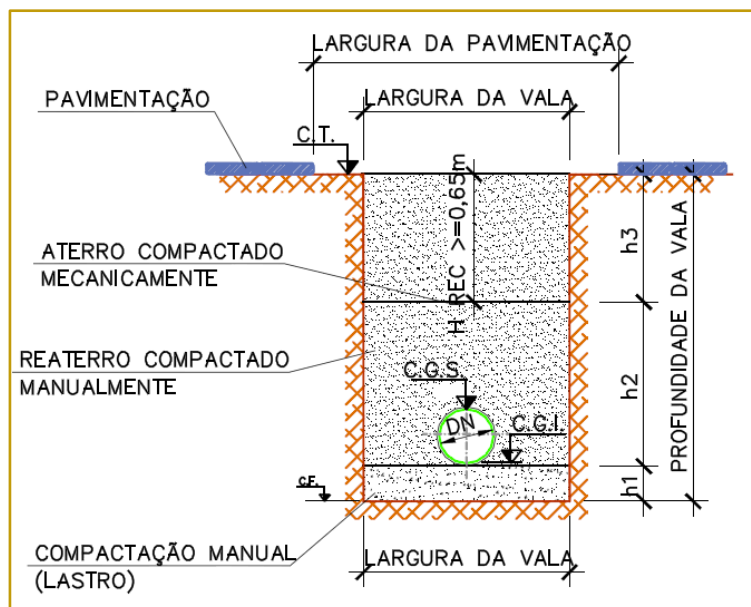 LARGURA DA PAVIMENTAÇÃO
PAVIMENTAÇÃO
LARGURA DA VALA
C.T.
H REC >=0,65m
h3
ATERRO COMPACTADO
MECANICAMENTE
REATERRO COMPACTADO
MANUALMENTE
C.G.S.
h2
PROFUNDIDADE DA VALA
DN
C.G.I.
C.F.
h1
COMPACTAÇÃO MANUAL
(LASTRO)
LARGURA DA VALA